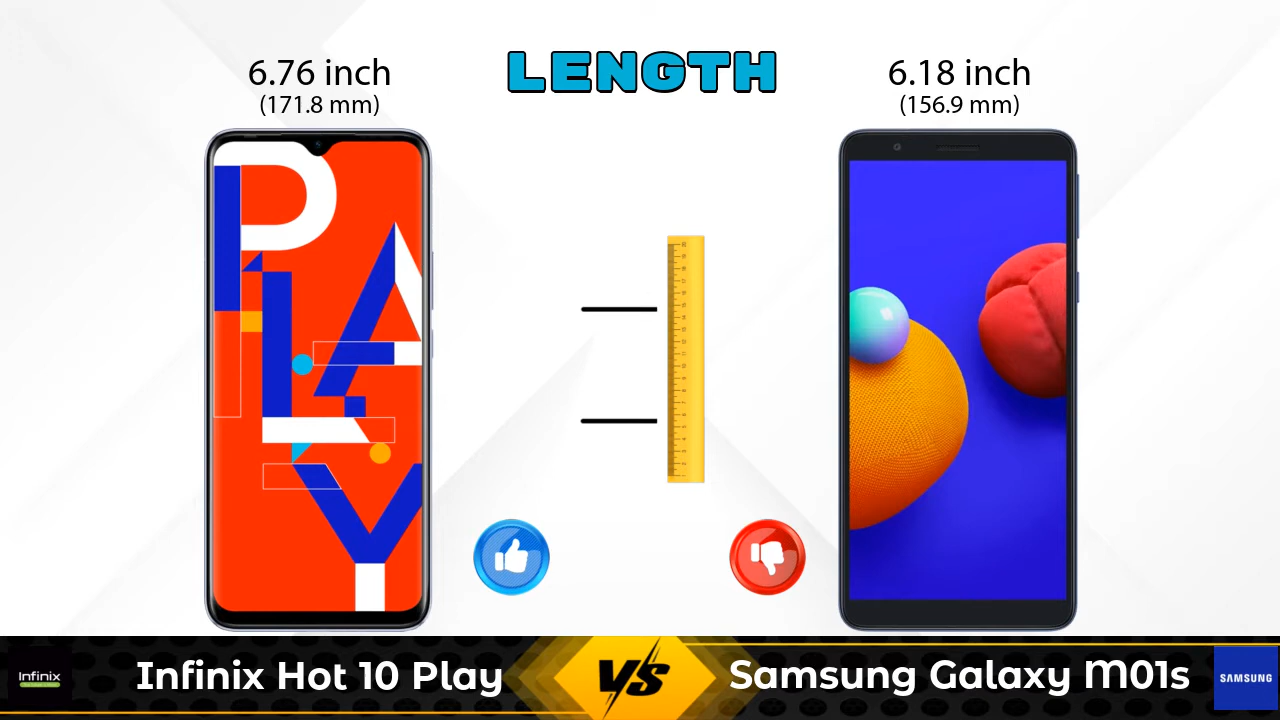 LENGTH
6.76 inch
(171.8 mm)
6.18 inch
(156.9 mm)
PLAY
Infinix
Infinix Hot 10 Play
VS
Samsung Galaxy M01s
SAMSUNG